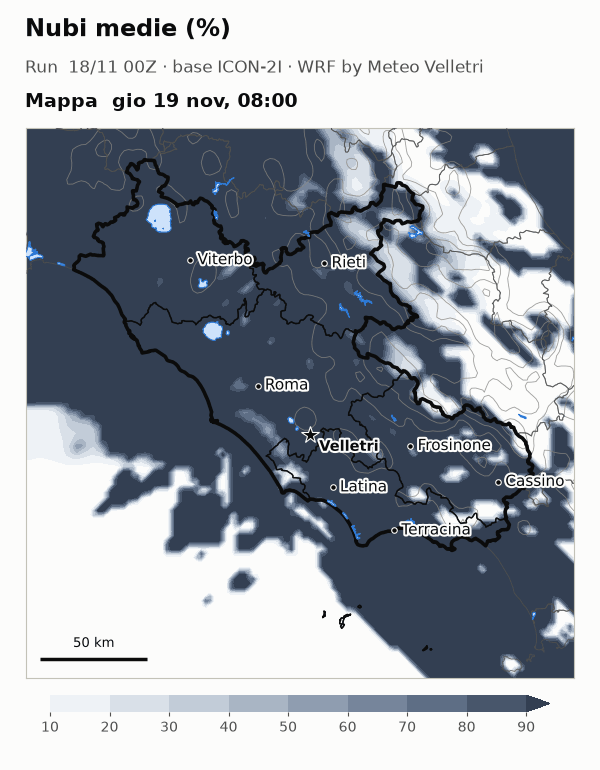 Nubi medie (%)
Run  18/11 00Z · base ICON-2I · WRF by Meteo Velletri
Mappa  gio 19 nov, 08:00
Viterbo
Rieti
Roma
Velletri
Frosinone
Cassino
Latina
Terracina
50 km
10 20 30 40 50 60 70 80 90